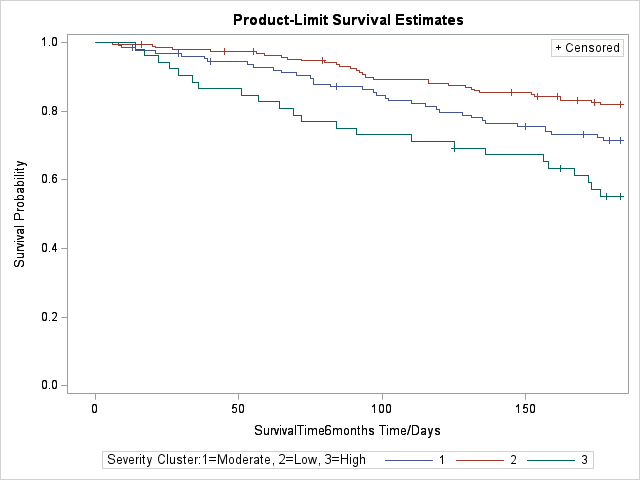 Product-Limit Survival Estimates
+ Censored
Survival Probability
1.0
0.8
0.6
0.4
0.2
0.0
0 50 100 150
SurvivalTime6months Time/Days
Severity Cluster:1=Moderate, 2=Low, 3=High 1 2 3